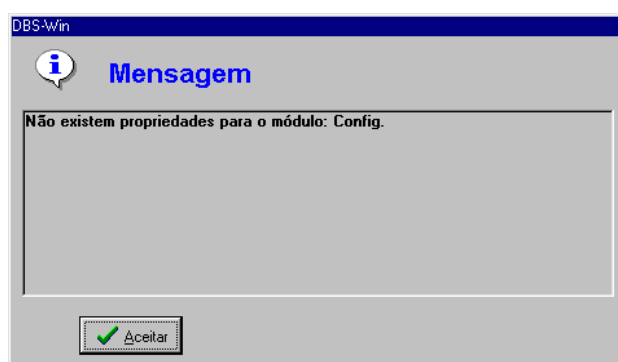 DBS-Win
Mensagem
Não existem propriedades para o módulo: Config.
Aceitar